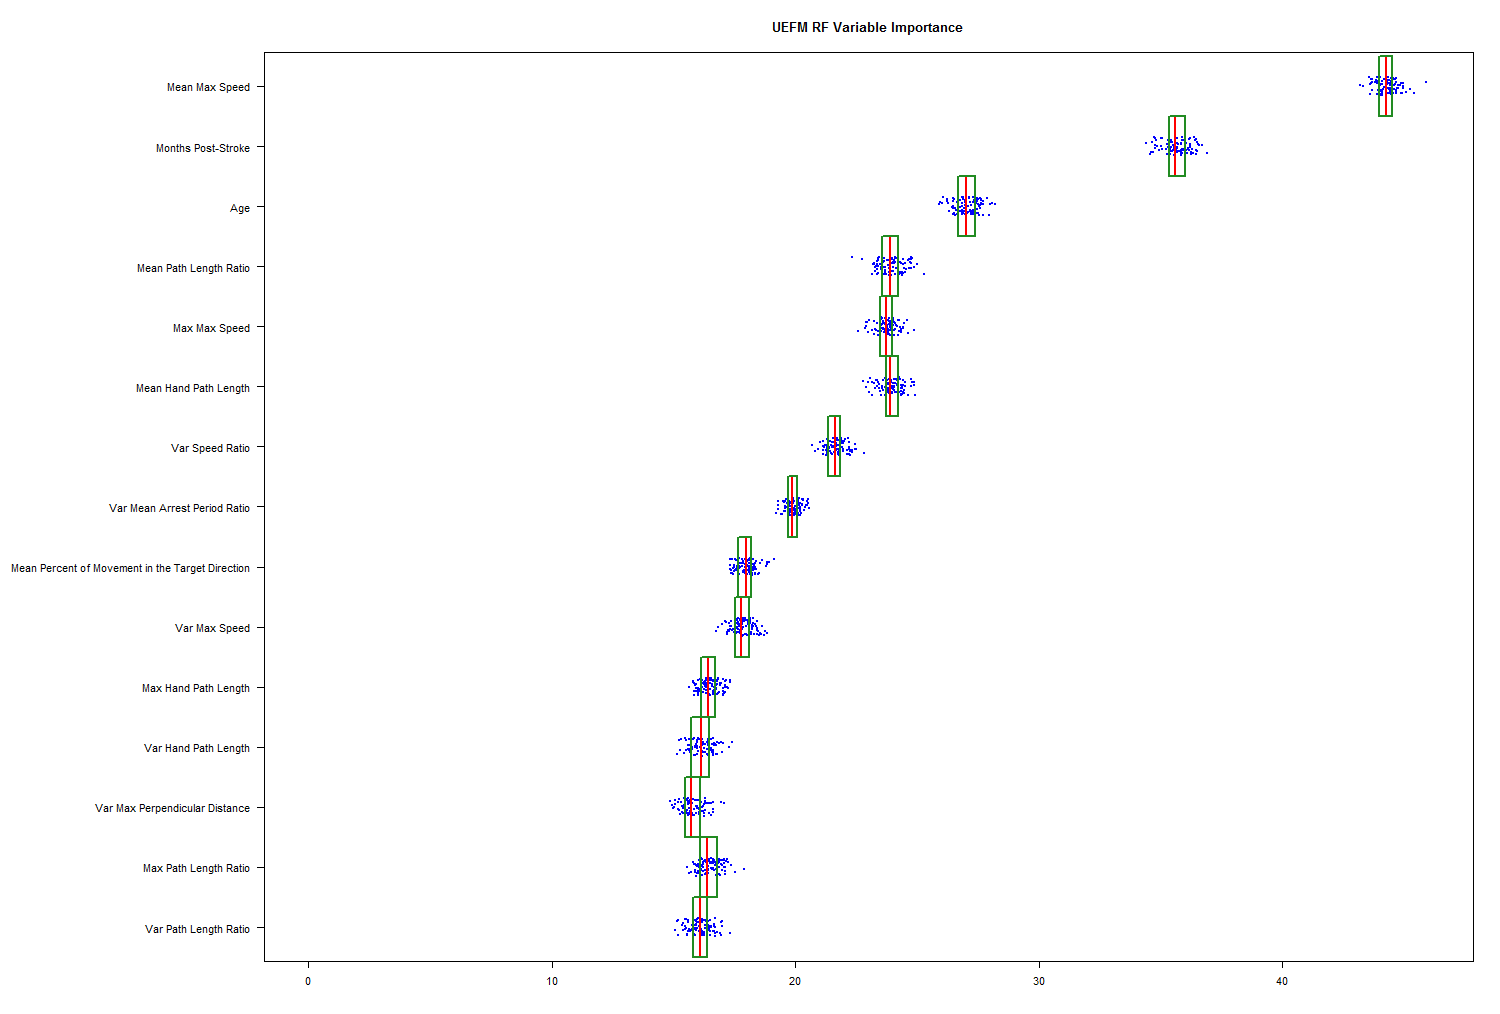 UEFM RF Variable Importance
Mean Max Speed
Months Post-Stroke
Age
Mean Path Length Ratio
Max Max Speed
Mean Hand Path Length
Var Speed Ratio
Var Mean Arrest Period Ratio
Mean Percent of Movement in the Target Direction
Var Max Speed
Max Hand Path Length
Var Hand Path Length
Var Max Perpendicular Distance
Max Path Length Ratio
Var Path Length Ratio
0 10 20 30 40